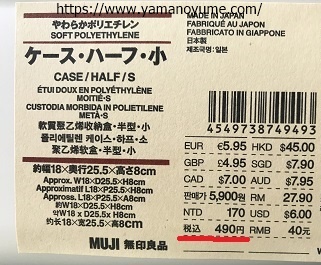 https://www.yamanoyume.com/
やわらかポリエチレン
SOFT POLYETHYLENE
ケース・ハーフ・小
CASE / HALF / S
ÉTUI DOUX EN POLYÉTHYLÈNE
MOITIÉ-S
CUSTODIA MORBIDA IN POLIETILENE
METÀ-S
軟質聚乙烯收納盒・半型・小
폴리에틸렌 케이스・하프・소
聚乙烯软盒・半型・小
約幅18×奥行25.5×高さ8cm
Approx. W18×D25.5×H8cm
Approximatif L18×P25.5×H8cm
Appross. L18×P25.5×A8cm
約W18×D25.5×H8cm
약W18 x D25.5 x H8cm
约长18×宽25.5×高8cm
MUJI 無印良品
MADE IN JAPAN
FABRIQUÉ AU JAPON
FABBRICATO IN GIAPPONE
日本製
제조국명:일본
4549738749493
EUR €5.95 HKD $45.00
GBP £4.95 SGD $7.90
CAD $7.00 AUD $7.95
판매가 5,900원 RM 27.90
NTD 170 USD $6.00
税込 490円 RMB 40元